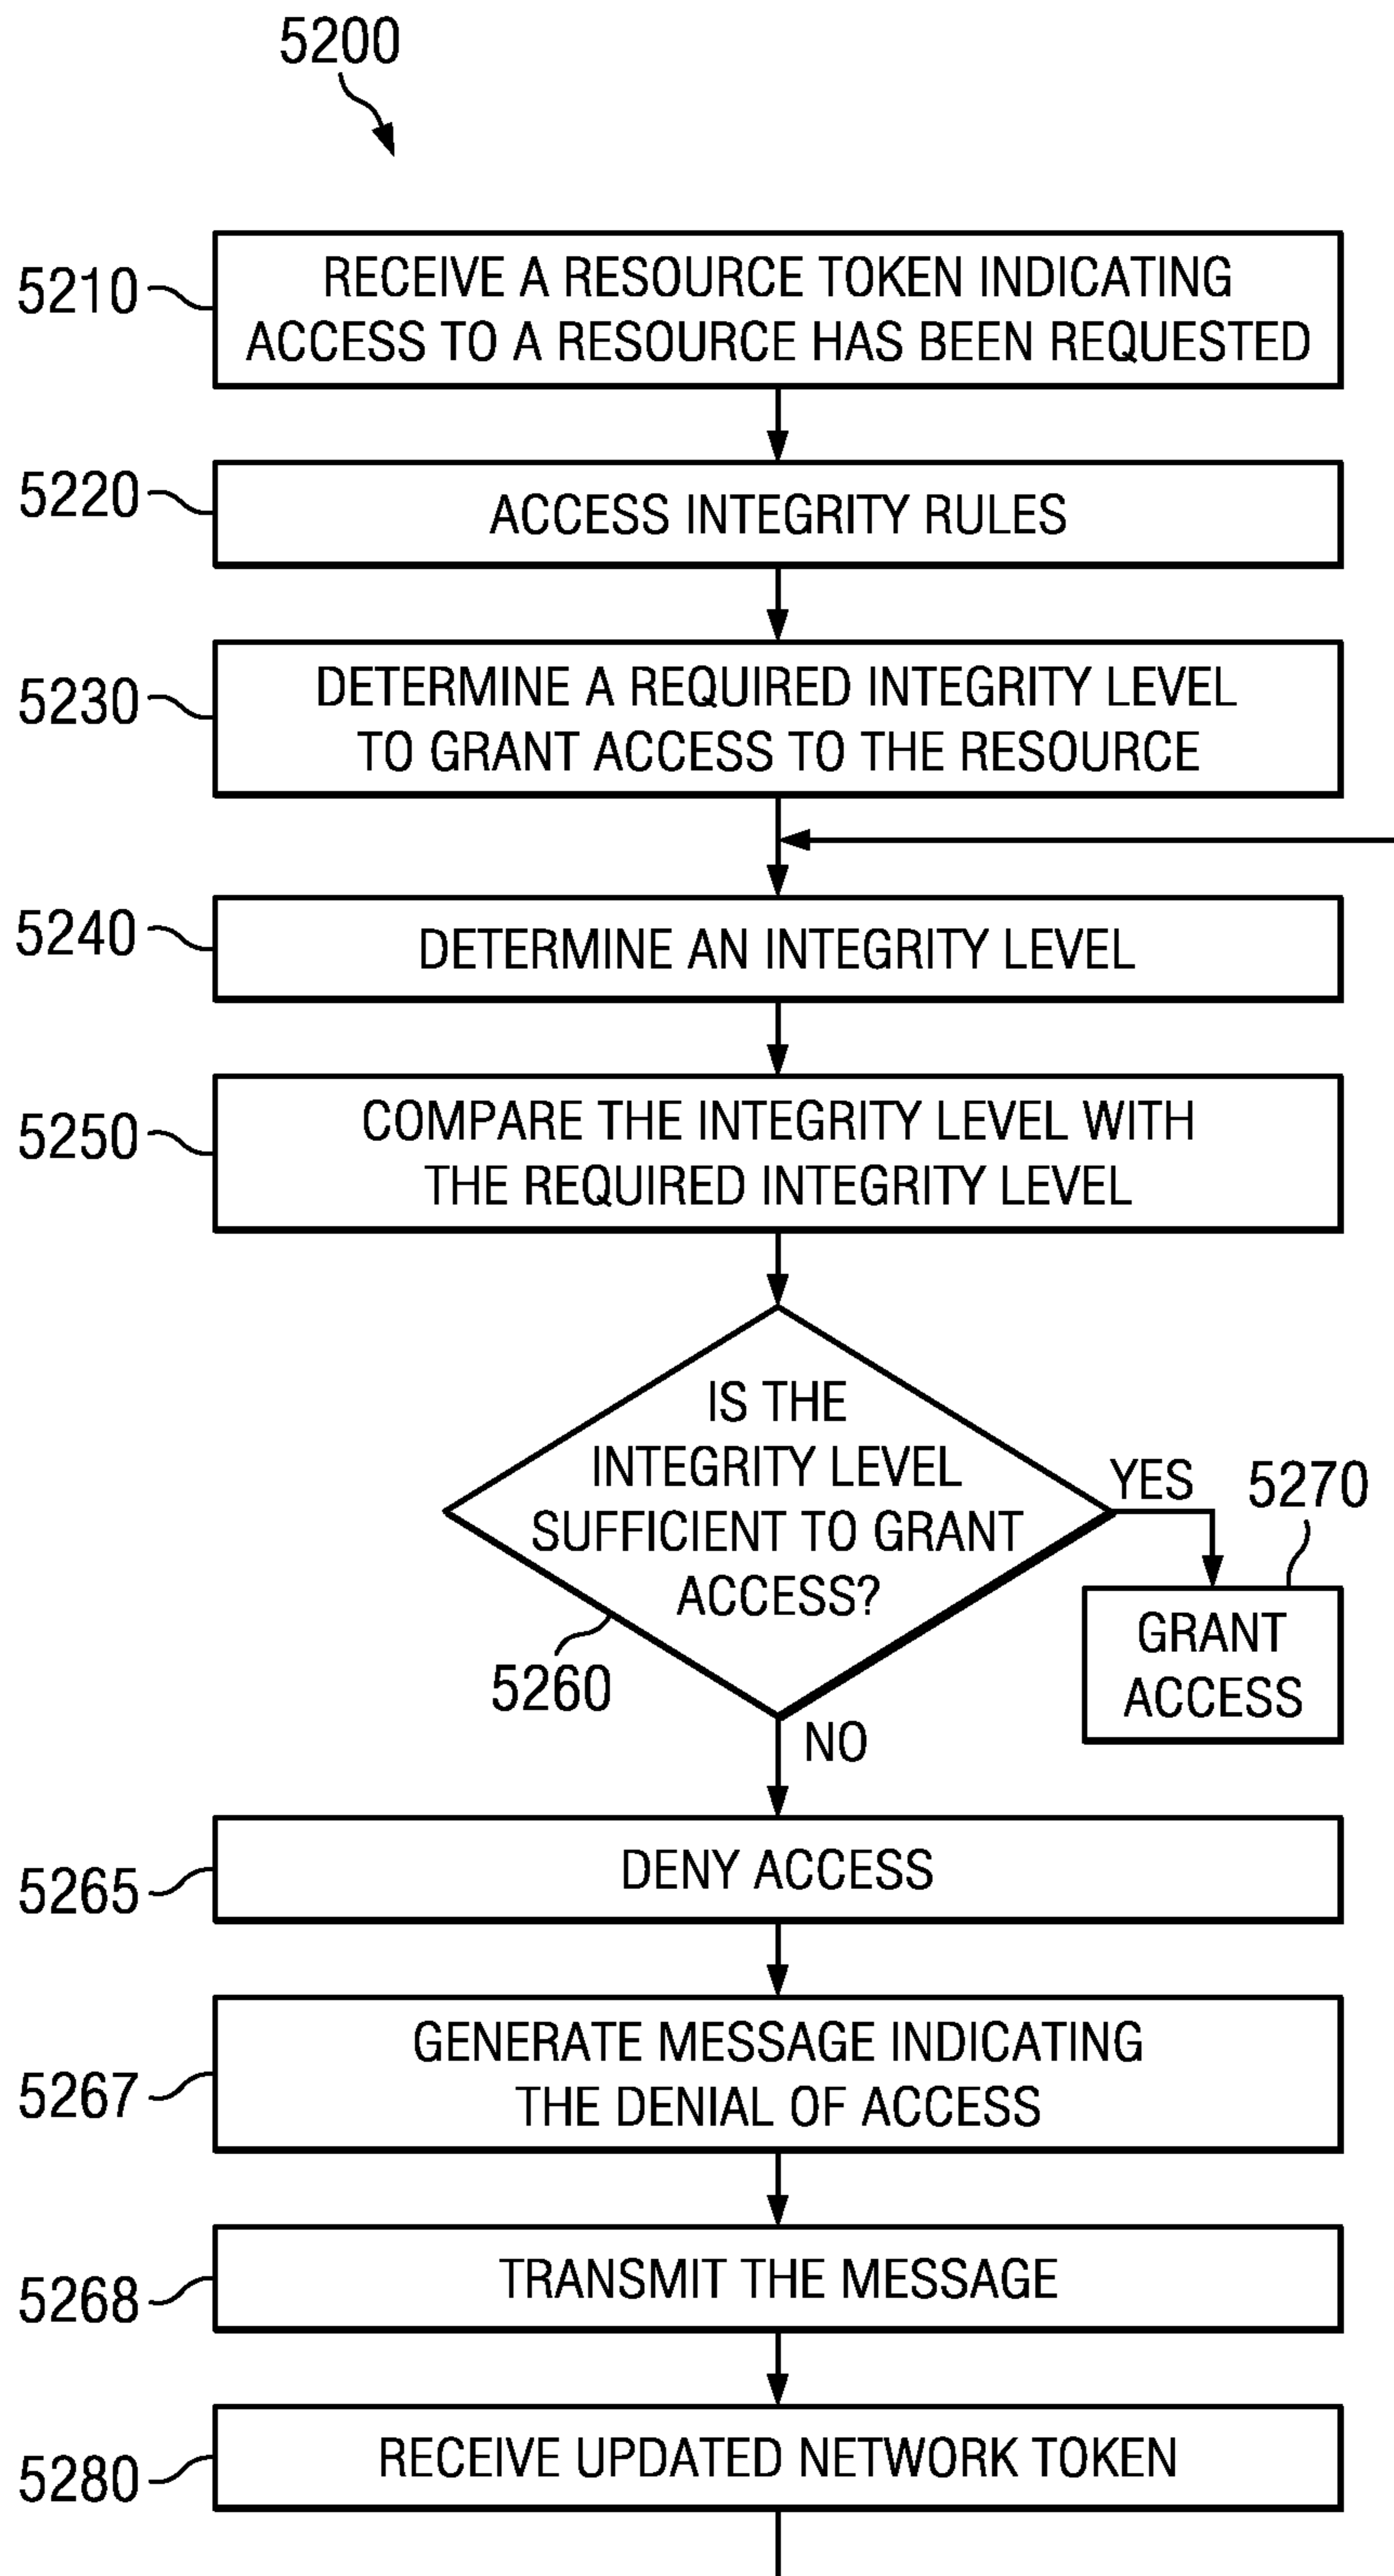 5200
5210
RECEIVE A RESOURCE TOKEN INDICATING
ACCESS TO A RESOURCE HAS BEEN REQUESTED
5220
ACCESS INTEGRITY RULES
5230
DETERMINE A REQUIRED INTEGRITY LEVEL
TO GRANT ACCESS TO THE RESOURCE
5240
DETERMINE AN INTEGRITY LEVEL
5250
COMPARE THE INTEGRITY LEVEL WITH
THE REQUIRED INTEGRITY LEVEL
IS THE
INTEGRITY LEVEL
SUFFICIENT TO GRANT
ACCESS?
5260
YES
5270
GRANT
ACCESS
NO
5265
DENY ACCESS
5267
GENERATE MESSAGE INDICATING
THE DENIAL OF ACCESS
5268
TRANSMIT THE MESSAGE
5280
RECEIVE UPDATED NETWORK TOKEN